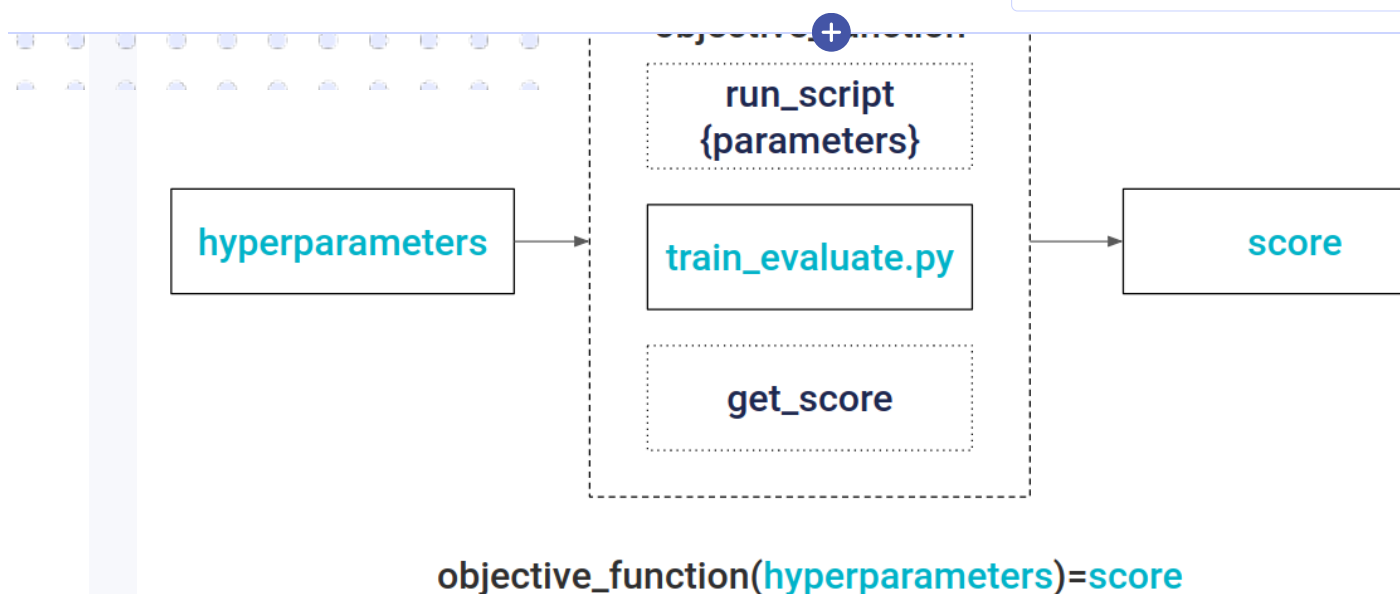 run_script
{parameters}
hyperparameters
train_evaluate.py
score
get_score
objective_function(hyperparameters)=score